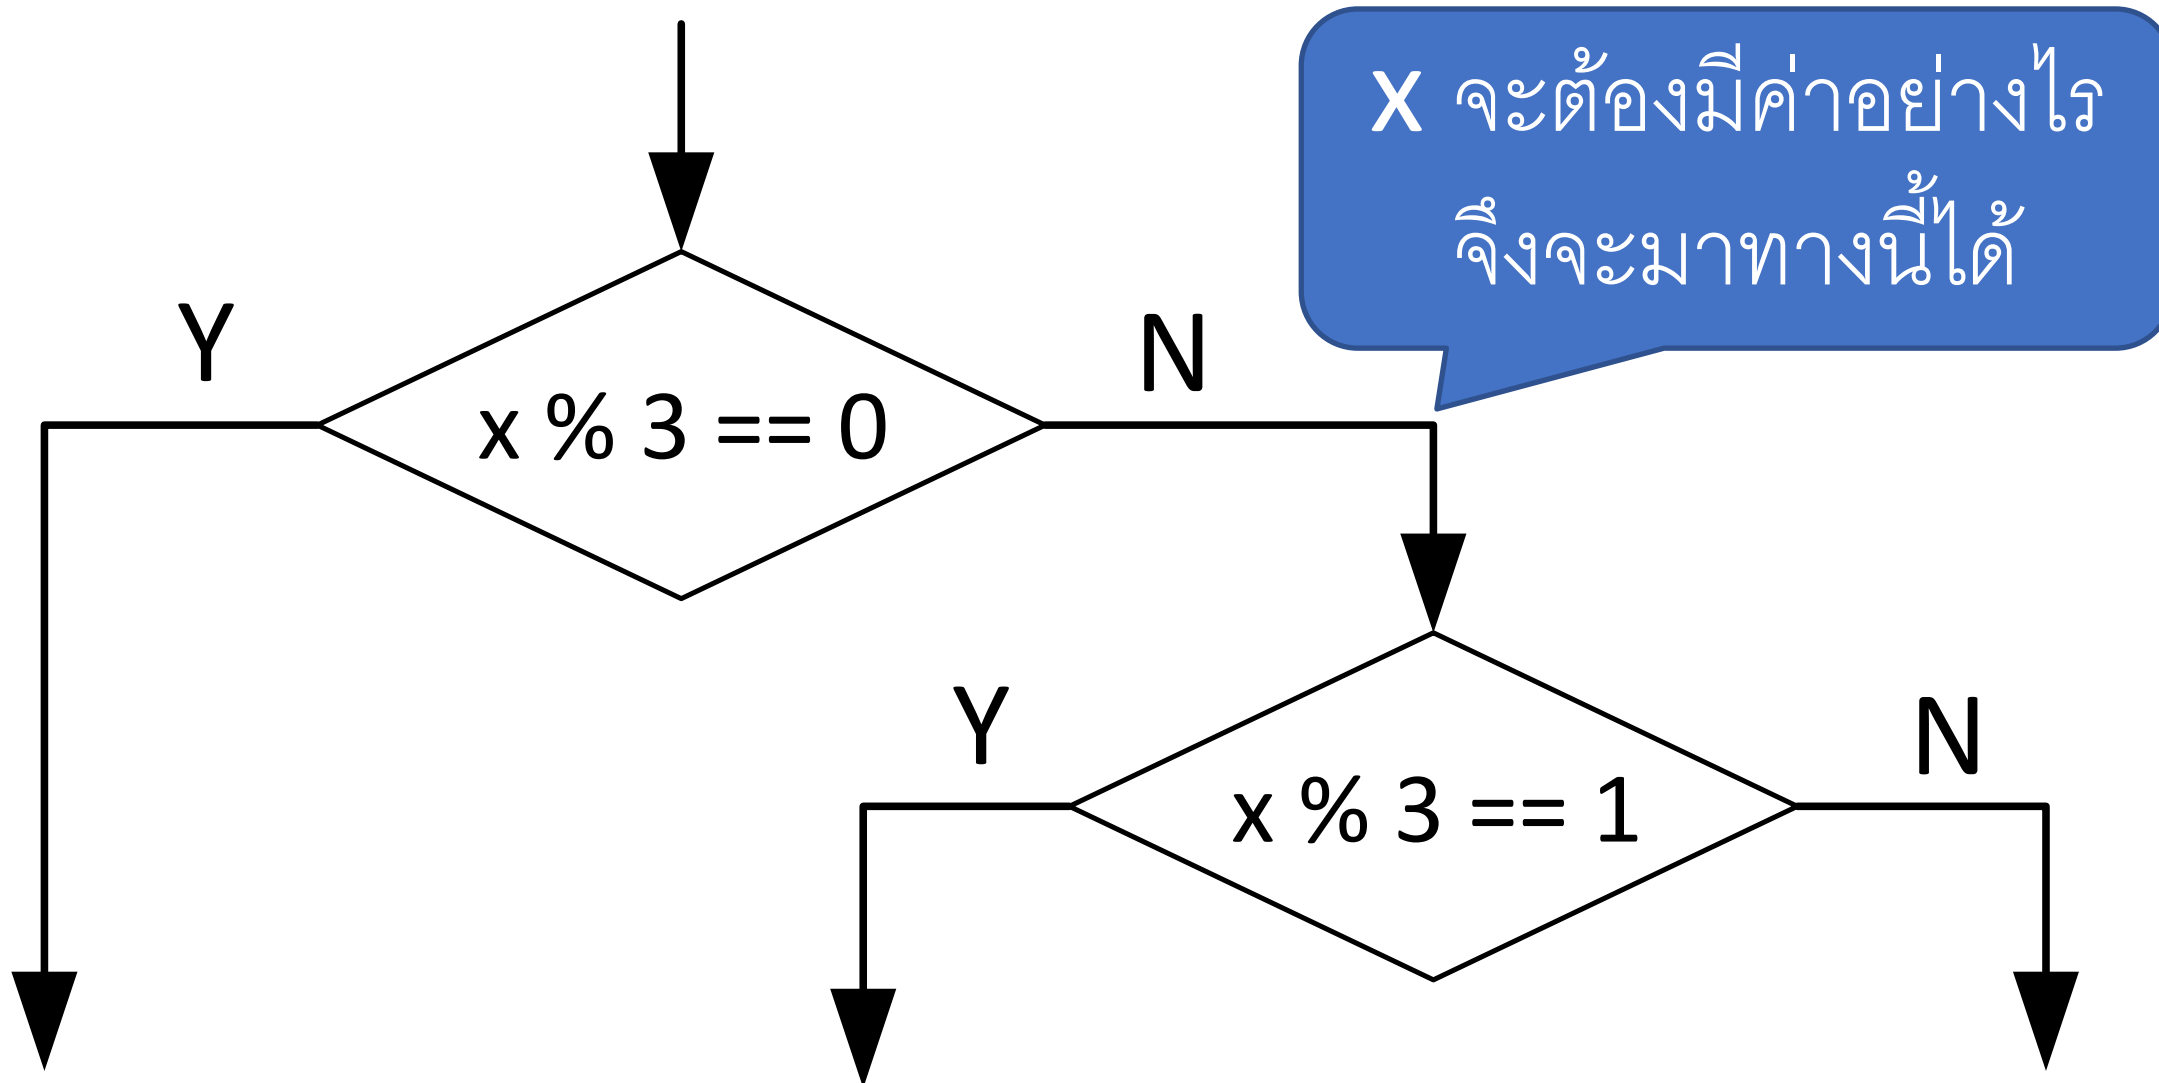 X จะต้องมีค่าอย่างไร
จึงจะมาทางนี้ได้
Y
N
x % 3 == 0
Y
N
x % 3 == 1